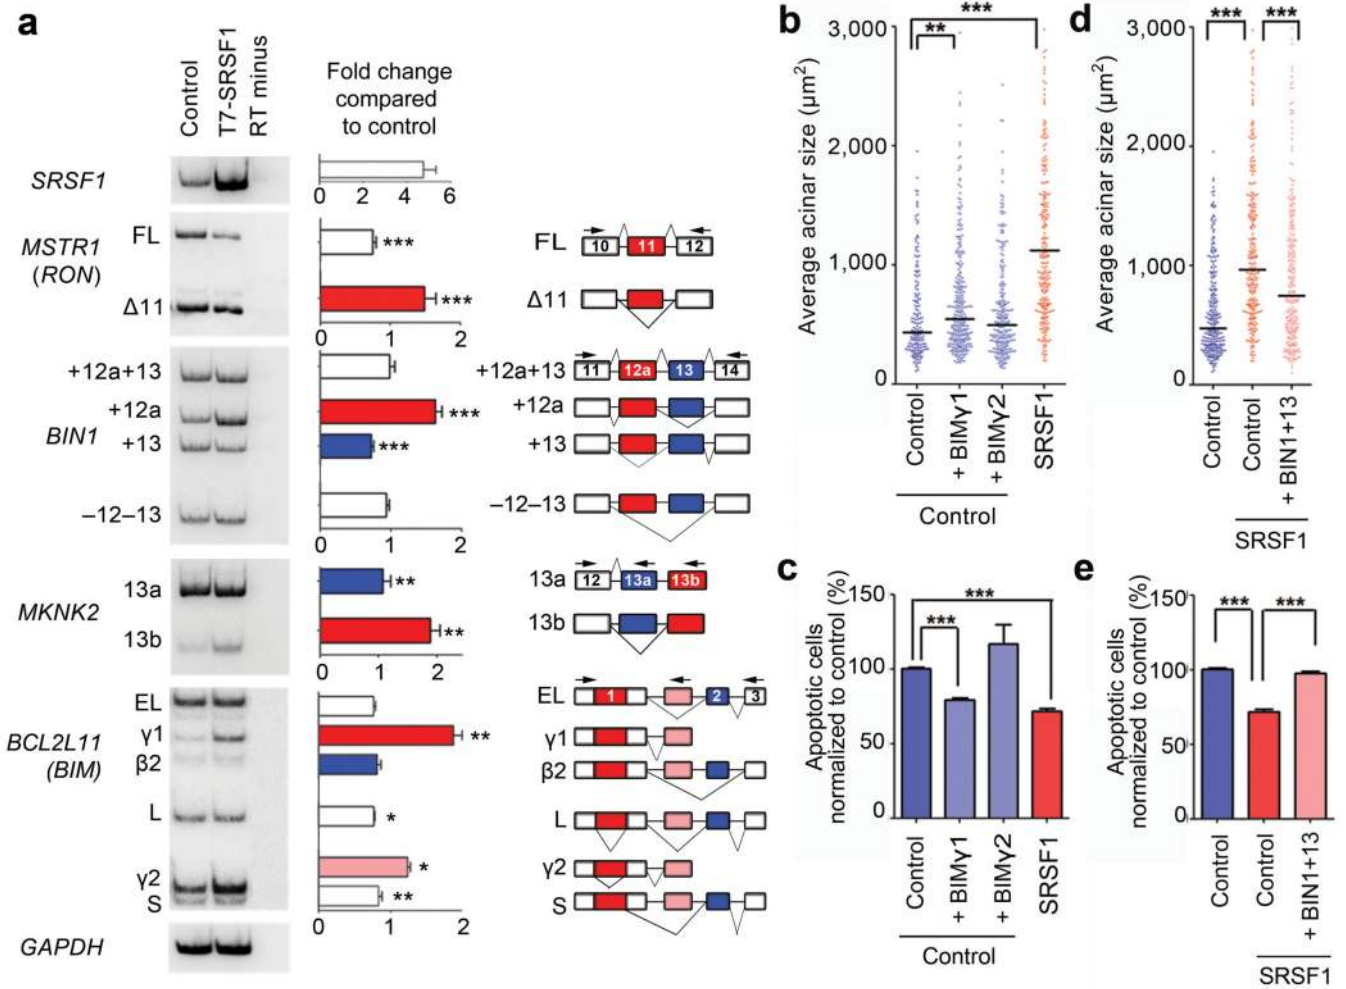 a
Control
T7-SRSF1
RT minus
Fold change
compared
to control
SRSF1
0 2 4 6
MSTR1
(RON)
FL
Δ11
***
***
0 1 2
FL
10 11 12
Δ11
BIN1
+12a+13
+12a
+13
–12–13
***
***
0 1 2
+12a+13
11 12a 13 14
+12a
+13
–12–13
MKNK2
13a
13b
**
**
0 1 2
13a
12 13a 13b
13b
BCL2L11
(BIM)
EL
γ1
β2
L
γ2
S
**
*
*
**
0 1 2
EL
1 2 3
γ1
β2
L
γ2
S
GAPDH
b
Average acinar size (μm²)
3,000
2,000
1,000
0
**
***
Control
+ BIMγ1
+ BIMγ2
SRSF1
Control
c
Apoptotic cells
normalized to control (%)
150
100
50
0
***
***
Control
+ BIMγ1
+ BIMγ2
SRSF1
Control
d
Average acinar size (μm²)
3,000
2,000
1,000
0
*** ***
Control
Control
+ BIN1+13
SRSF1
e
Apoptotic cells
normalized to control (%)
150
100
50
0
*** ***
Control
Control
+ BIN1+13
SRSF1